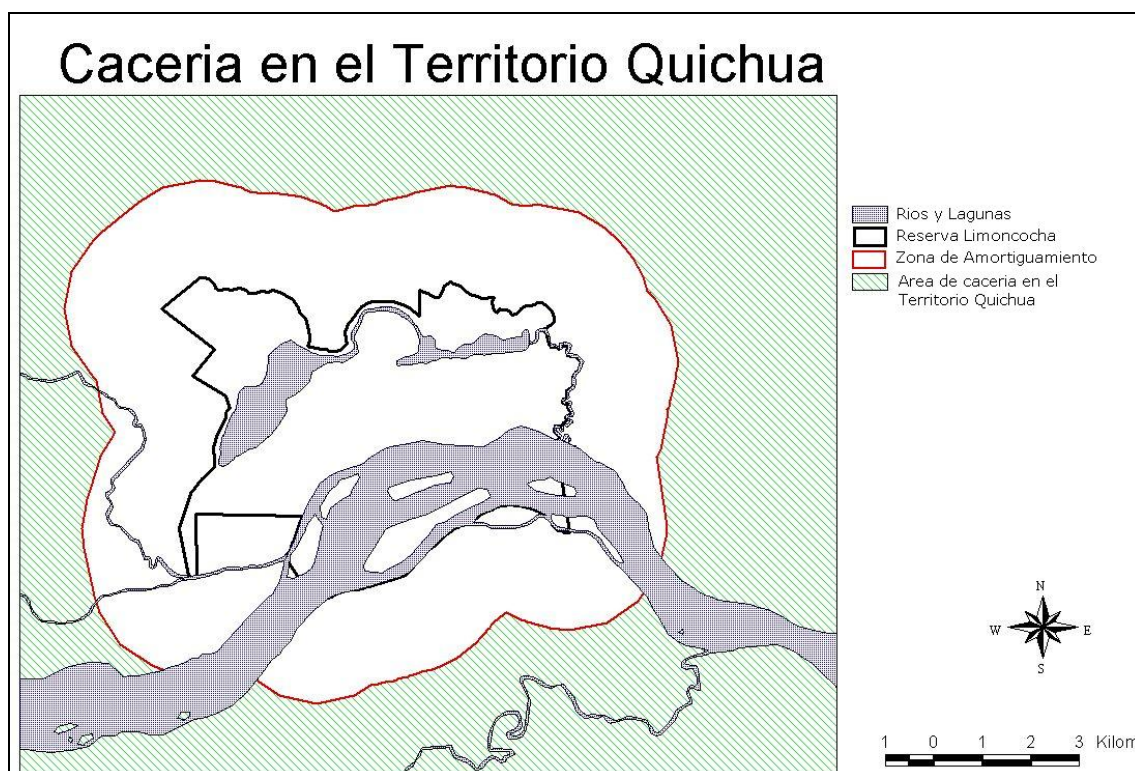 Caceria en el Territorio Quichua
Rios y Lagunas
Reserva Limoncocha
Zona de Amortiguamiento
Area de caceria en el
Territorio Quichua
N
W E
S
1 0 1 2 3 Kilom